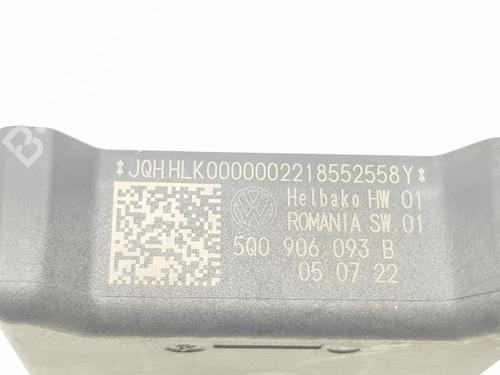 *JQHHLK0000002218552558Y*
Helbako HW.01
ROMANIA SW.01
5Q0 906 093 B
05.07.22